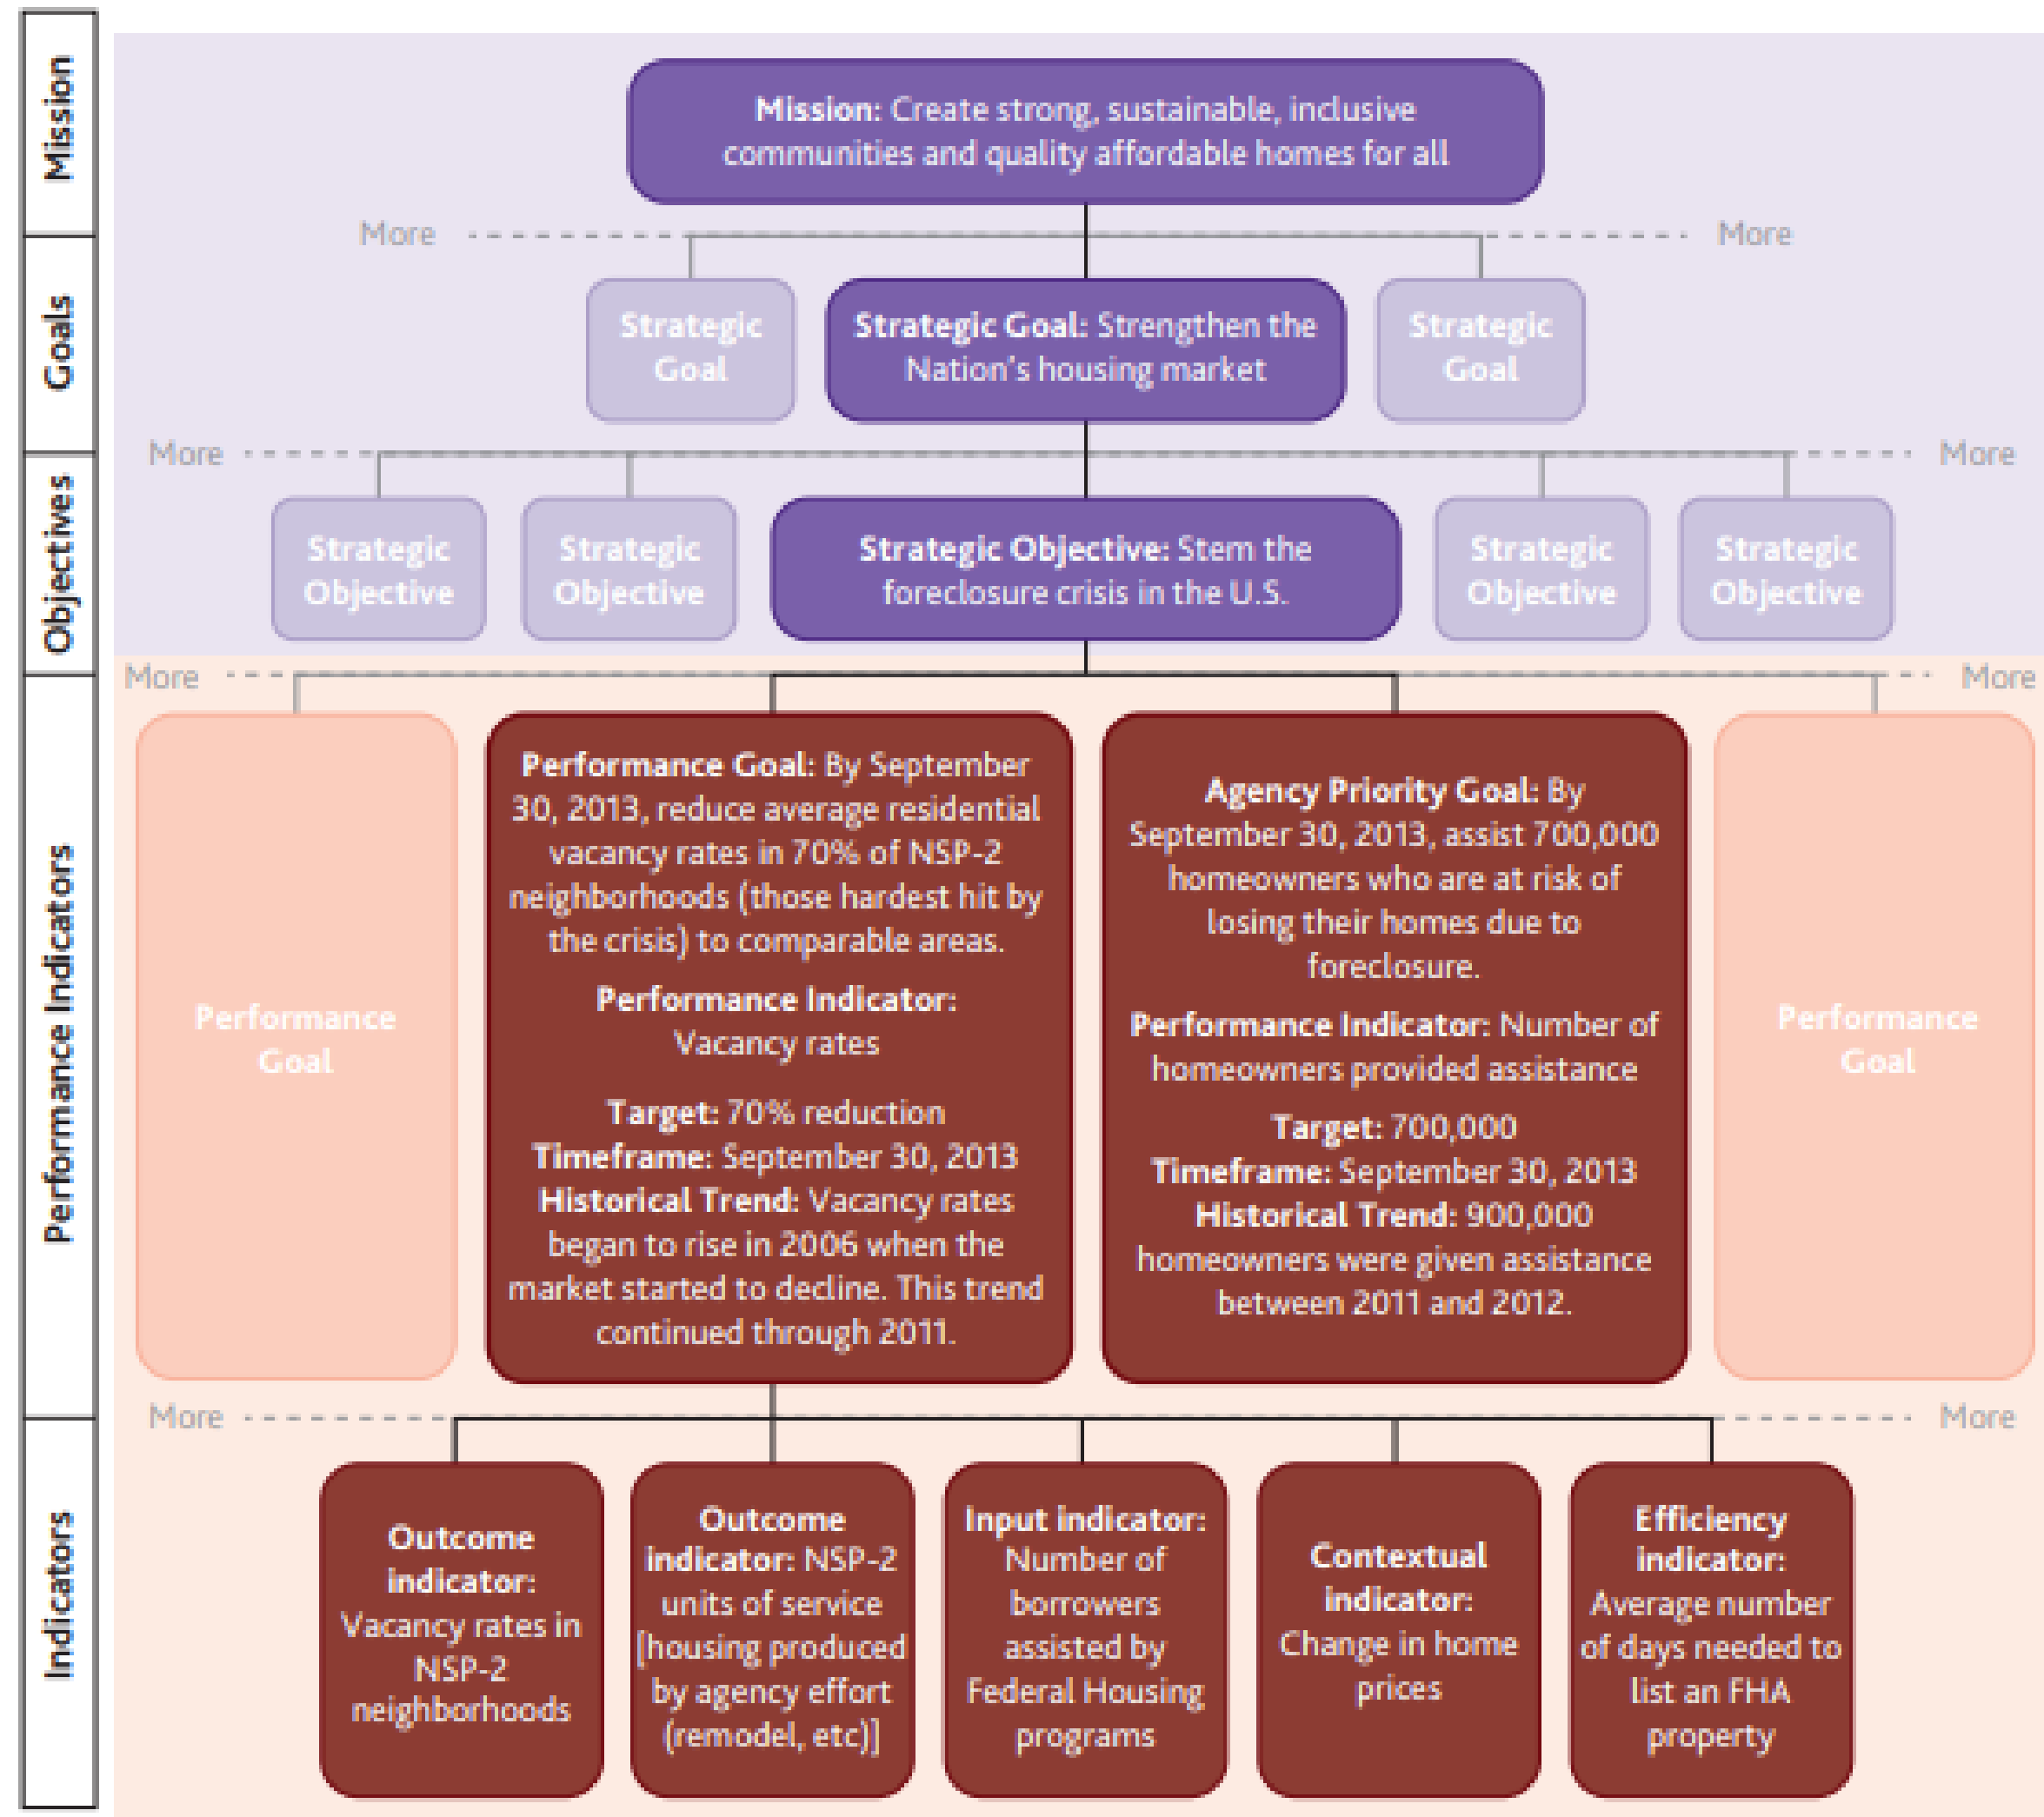 Mission
Mission: Create strong, sustainable, inclusive
communities and quality affordable homes for all
More
More
Goals
Strategic
Goal
Strategic Goal: Strengthen the
Nation's housing market
Strategic
Goal
More
More
Objectives
Strategic
Objective
Strategic
Objective
Strategic Objective: Stem the
foreclosure crisis in the U.S.
Strategic
Objective
Strategic
Objective
More
More
Performance Indicators
Performance
Goal
Performance Goal: By September
30, 2013, reduce average residential
vacancy rates in 70% of NSP-2
neighborhoods (those hardest hit by
the crisis) to comparable areas.
Performance Indicator:
Vacancy rates
Target: 70% reduction
Timeframe: September 30, 2013
Historical Trend: Vacancy rates
began to rise in 2006 when the
market started to decline. This trend
continued through 2011.
Agency Priority Goal: By
September 30, 2013, assist 700,000
homeowners who are at risk of
losing their homes due to
foreclosure.
Performance Indicator: Number of
homeowners provided assistance
Target: 700,000
Timeframe: September 30, 2013
Historical Trend: 900,000
homeowners were given assistance
between 2011 and 2012.
Performance
Goal
More
More
Indicators
Outcome
indicator:
Vacancy rates in
NSP-2
neighborhoods
Outcome
indicator: NSP-2
units of service
[housing produced
by agency effort
(remodel, etc)]
Input indicator:
Number of
borrowers
assisted by
Federal Housing
programs
Contextual
indicator:
Change in home
prices
Efficiency
indicator:
Average number
of days needed to
list an FHA
property